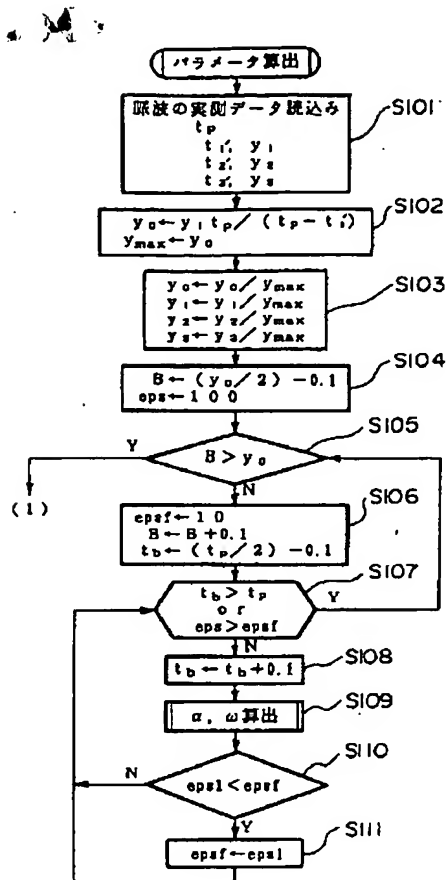 パラメータ算出
脈波の実測データ読込み
S101
tp
t1′, y1
t2′, y2
t3′, y3
y0←y1tp/(tp−t1′)
ymax←y0
S102
y0←y0/ymax
y1←y1/ymax
y2←y2/ymax
y3←y3/ymax
S103
B←(y0/2)−0.1
eps←100
S104
B>y0
S105
Y
N
(1)
epsf←10
B←B+0.1
tb←(tp/2)−0.1
S106
tb>tp
or
eps>epsf
S107
Y
N
tb←tb+0.1
S108
α, ω算出
S109
eps1<epsf
S110
N
Y
epsf←eps1
S111